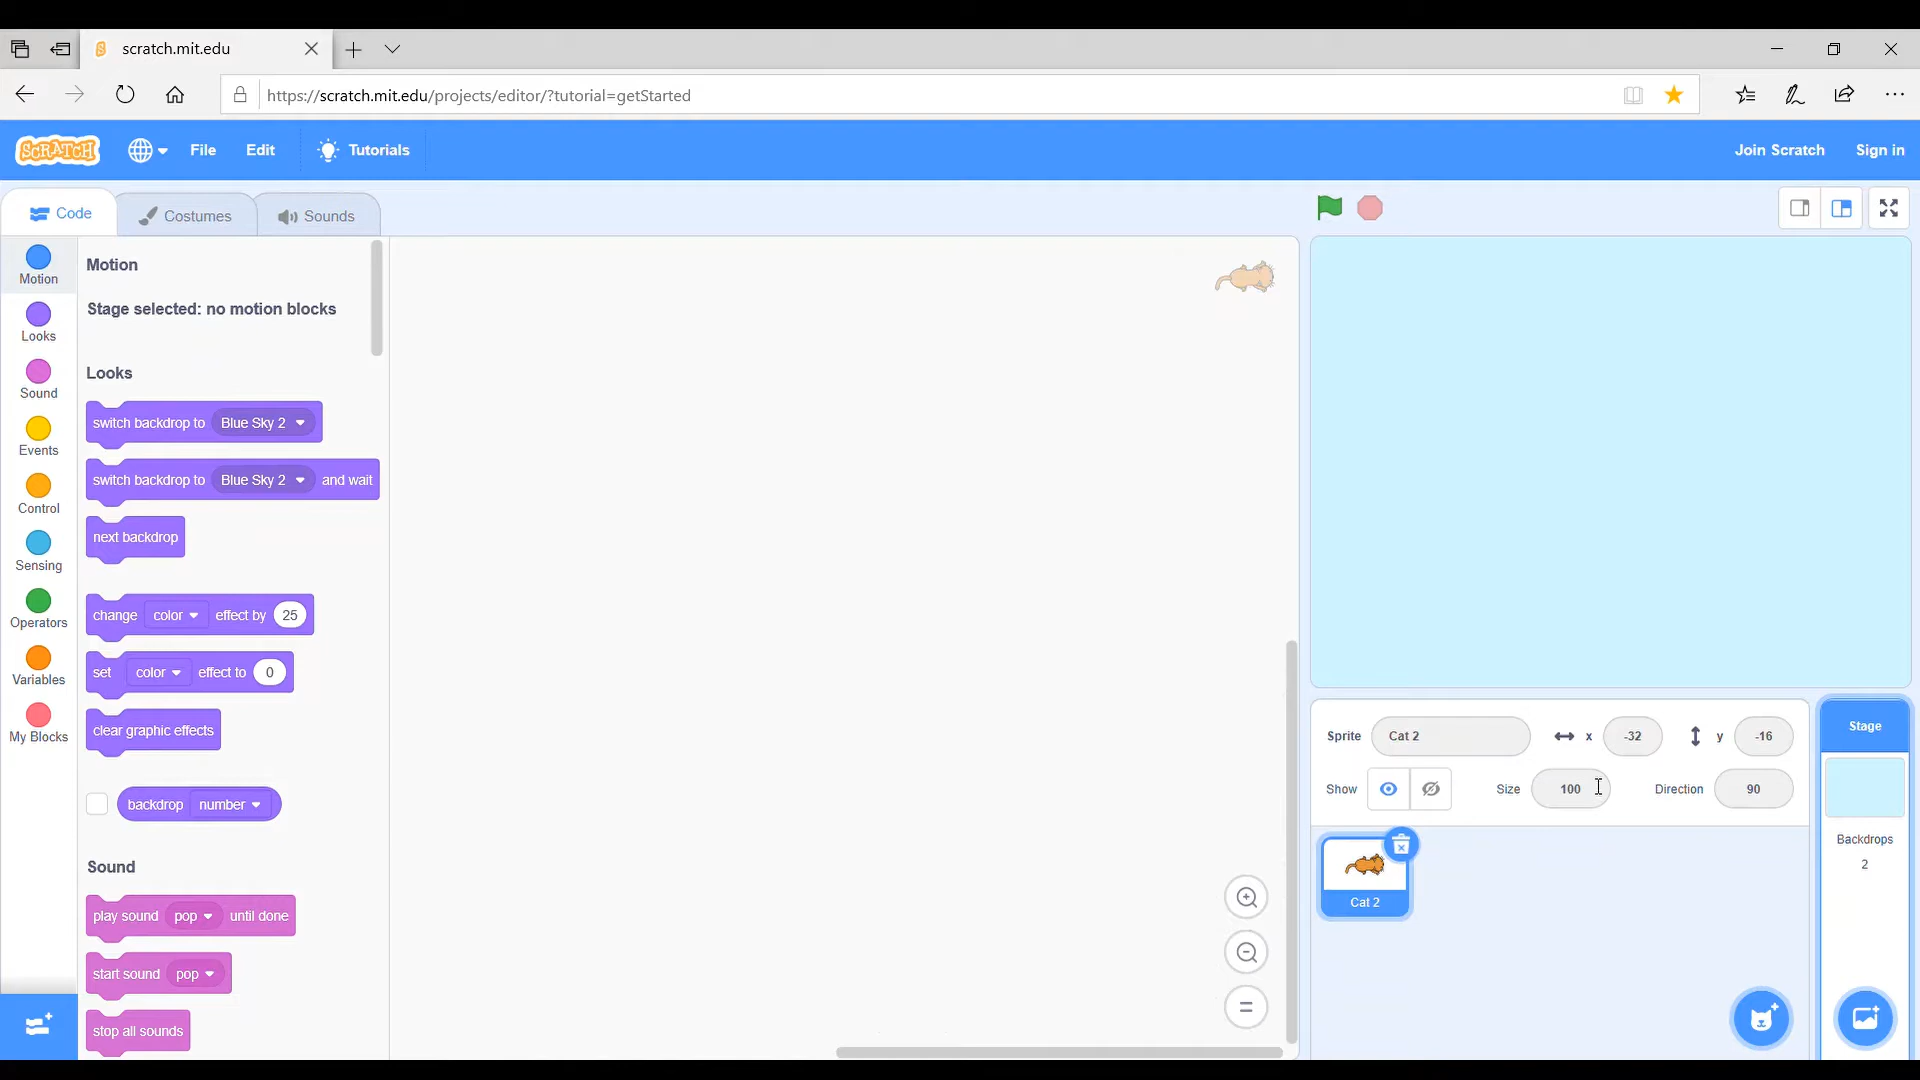 scratch.mit.edu
https://scratch.mit.edu/projects/editor/?tutorial=getStarted
SCRATCH File Edit Tutorials Join Scratch Sign in
Code Costumes Sounds
Motion
Looks
Sound
Events
Control
Sensing
Operators
Variables
My Blocks
Motion
Stage selected: no motion blocks
Looks
switch backdrop to Blue Sky 2
switch backdrop to Blue Sky 2 and wait
next backdrop
change color effect by 25
set color effect to 0
clear graphic effects
backdrop number
Sound
play sound pop until done
start sound pop
stop all sounds
Sprite Cat 2 x -32 y -16
Show Size 100 Direction 90
Cat 2
Stage
Backdrops
2